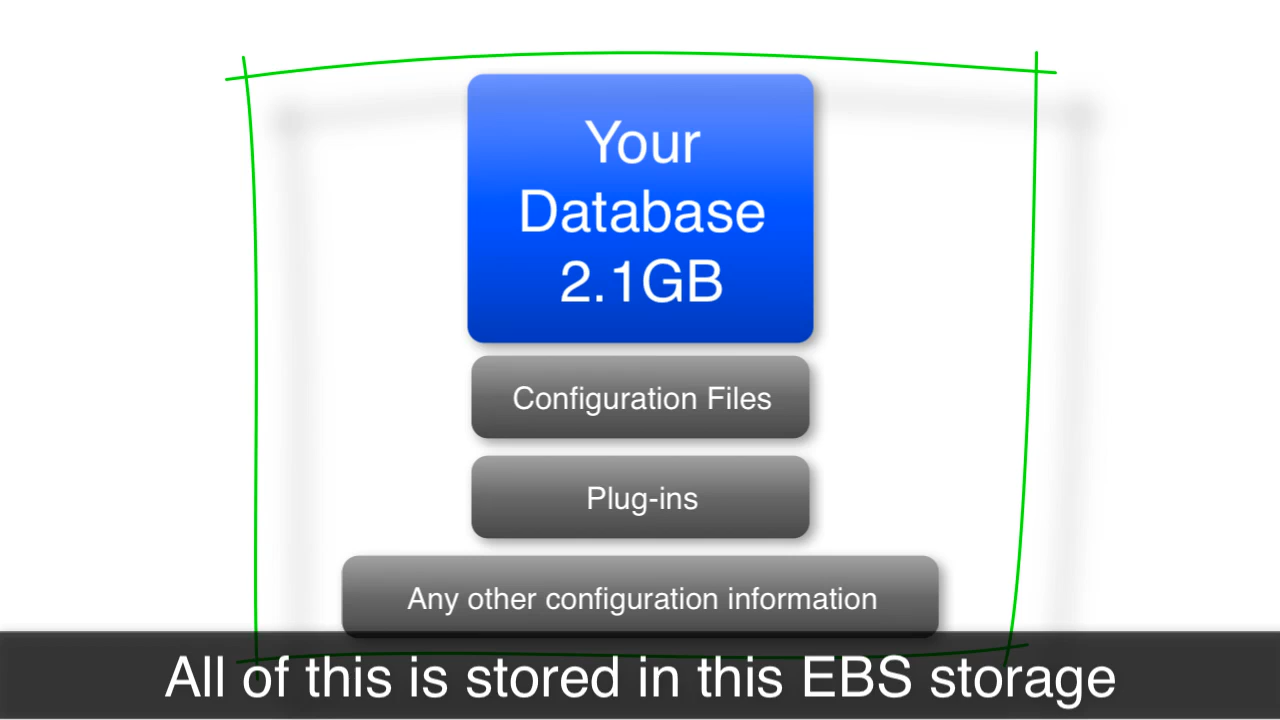 Your
Database
2.1GB
Configuration Files
Plug-ins
Any other configuration information
All of this is stored in this EBS storage